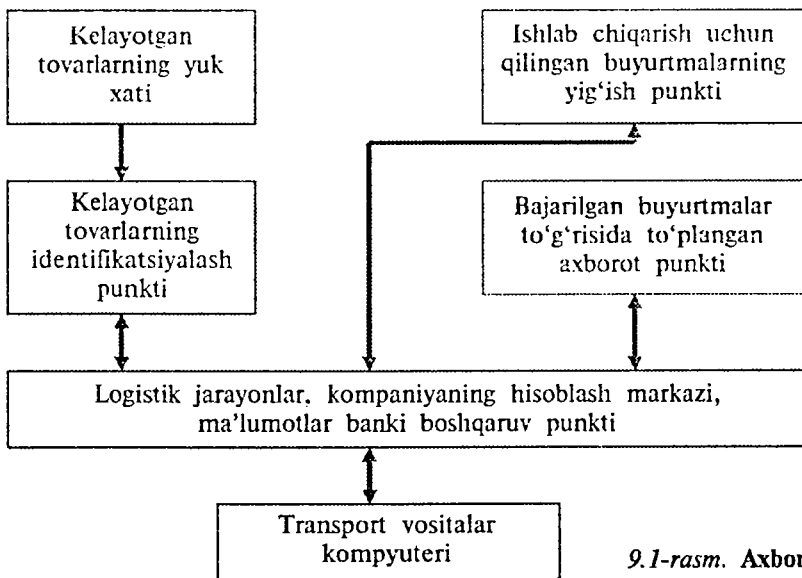 Kelayotgan
tovarlarning yuk
xati
Ishlab chiqarish uchun
qilingan buyurtmalarning
yig‘ish punkti
Kelayotgan
tovarlarning
identifikatsiyalash
punkti
Bajarilgan buyurtmalar
to‘g‘risida to‘plangan
axborot punkti
Logistik jarayonlar, kompaniyaning hisoblash markazi,
ma’lumotlar banki boshqaruv punkti
Transport vositalar
kompyuteri
9.1-rasm. Axbor